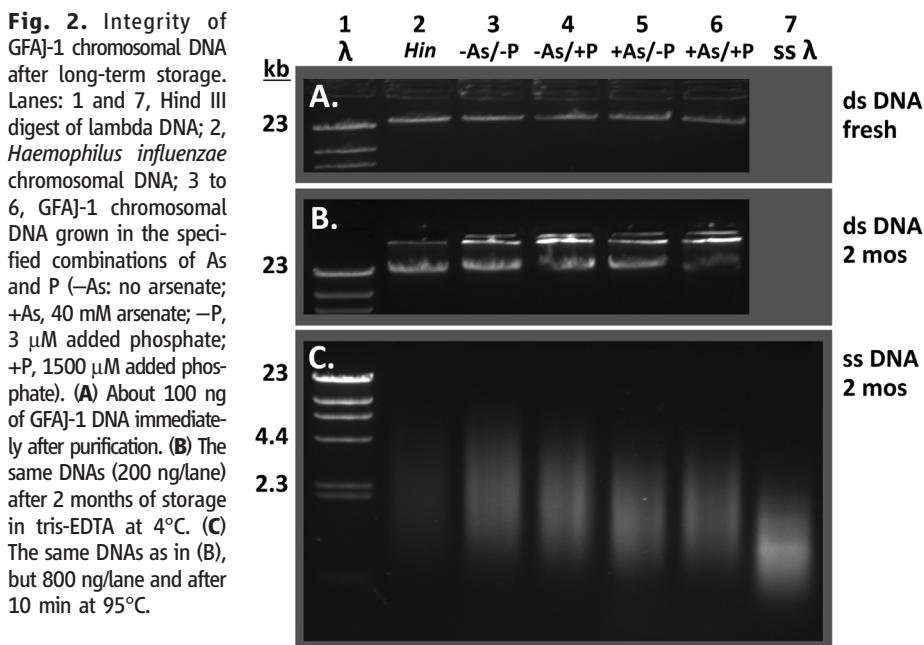 Fig. 2. Integrity of
GFAJ-1 chromosomal DNA
after long-term storage.
Lanes: 1 and 7, Hind III
digest of lambda DNA; 2,
Haemophilus influenzae
chromosomal DNA; 3 to
6, GFAJ-1 chromosomal
DNA grown in the speci-
fied combinations of As
and P (–As: no arsenate;
+As, 40 mM arsenate; –P,
3 μM added phosphate;
+P, 1500 μM added phos-
phate). (A) About 100 ng
of GFAJ-1 DNA immediate-
ly after purification. (B) The
same DNAs (200 ng/lane)
after 2 months of storage
in tris-EDTA at 4°C. (C)
The same DNAs as in (B),
but 800 ng/lane and after
10 min at 95°C.
1 2 3 4 5 6 7
λ Hin -As/-P -As/+P +As/-P +As/+P ss λ
kb
A.
23
ds DNA
fresh
B.
23
ds DNA
2 mos
C.
23
4.4
2.3
ss DNA
2 mos